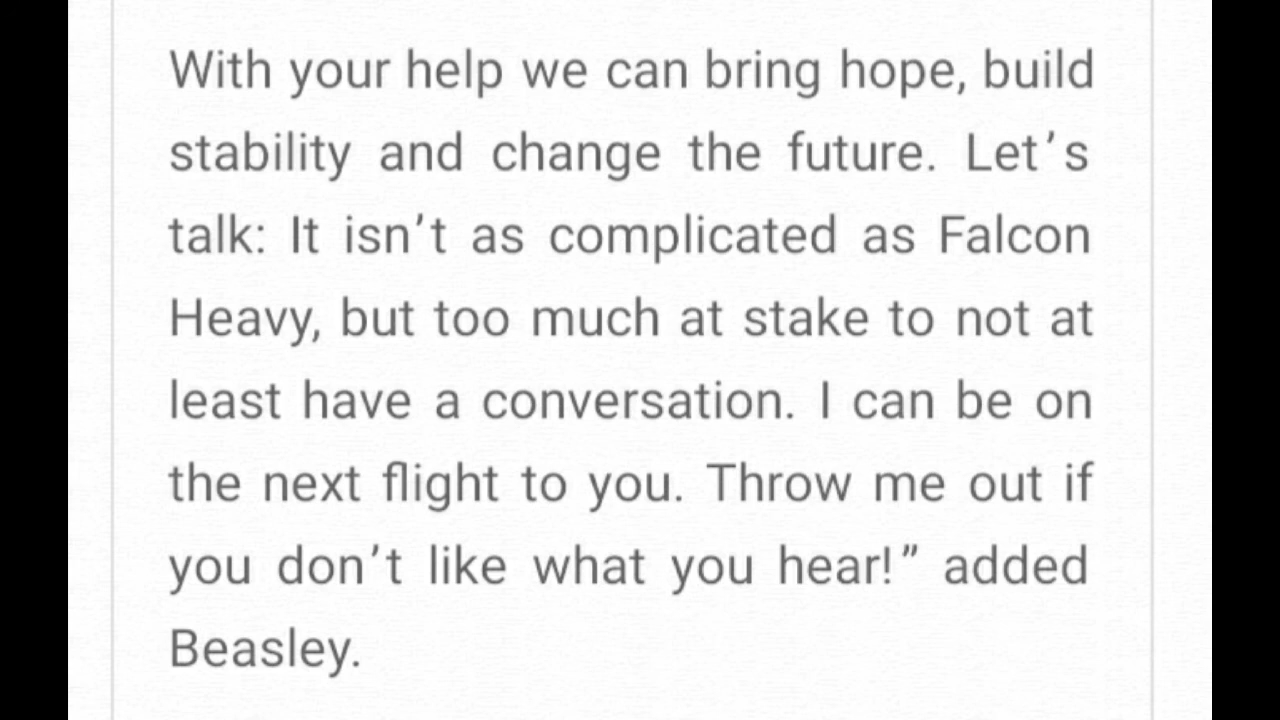 With your help we can bring hope, build
stability and change the future. Let’s
talk: It isn’t as complicated as Falcon
Heavy, but too much at stake to not at
least have a conversation. I can be on
the next flight to you. Throw me out if
you don’t like what you hear!” added
Beasley.